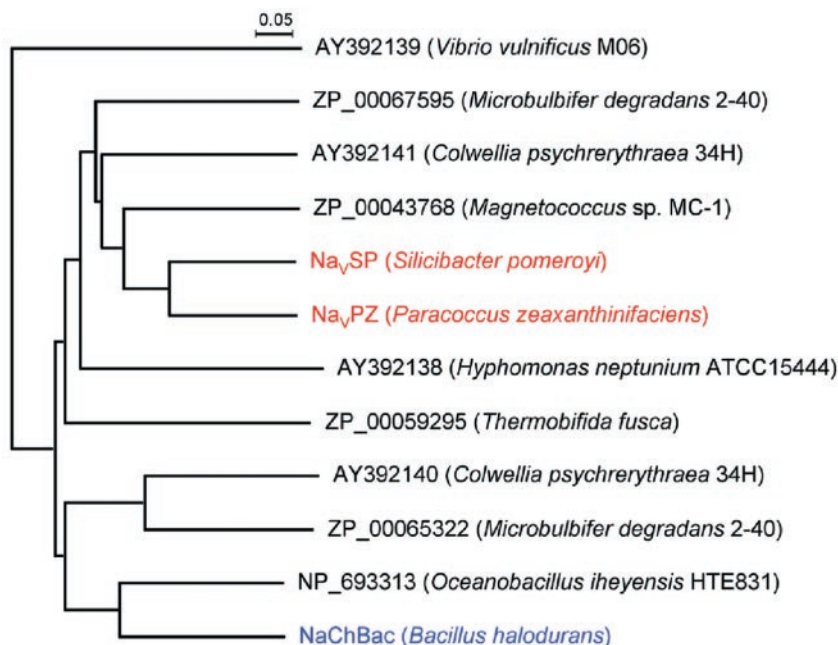 0.05
AY392139 (Vibrio vulnificus M06)
ZP_00067595 (Microbulbifer degradans 2-40)
AY392141 (Colwellia psychrerythraea 34H)
ZP_00043768 (Magnetococcus sp. MC-1)
NaVSP (Silicibacter pomeroyi)
NaVPZ (Paracoccus zeaxanthinifaciens)
AY392138 (Hyphomonas neptunium ATCC15444)
ZP_00059295 (Thermobifida fusca)
AY392140 (Colwellia psychrerythraea 34H)
ZP_00065322 (Microbulbifer degradans 2-40)
NP_693313 (Oceanobacillus iheyensis HTE831)
NaChBac (Bacillus halodurans)